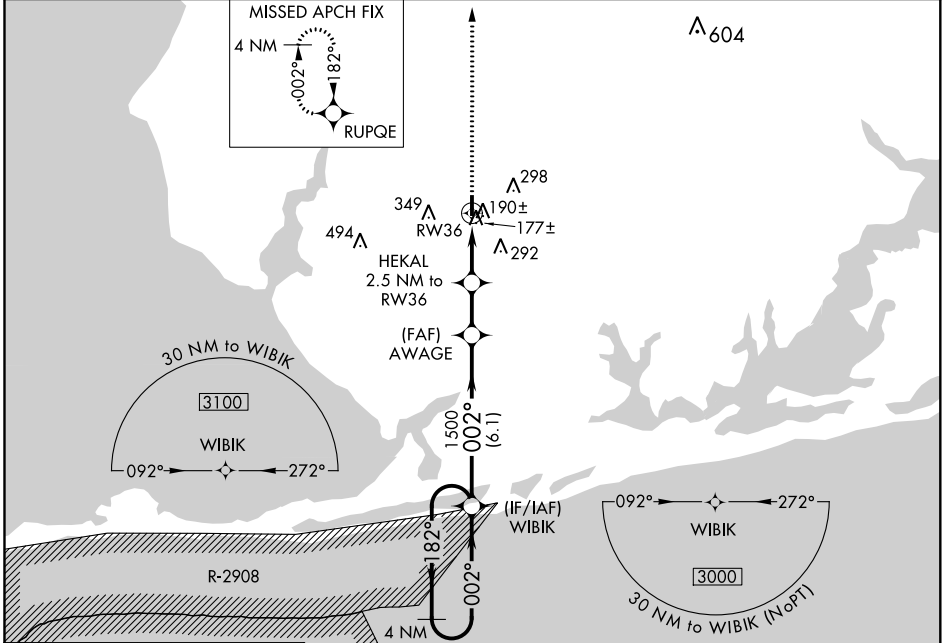 MISSED APCH FIX
4 NM
002°
182°
RUPQE
604
298
349
190±
RW36
177±
494
292
HEKAL
2.5 NM to
RW36
(FAF)
AWAGE
30 NM to WIBIK
3100
WIBIK
092°
272°
1500
002°
(6.1)
(IF/IAF)
WIBIK
092°
272°
WIBIK
3000
30 NM to WIBIK (NoPT)
182°
002°
R-2908
4 NM